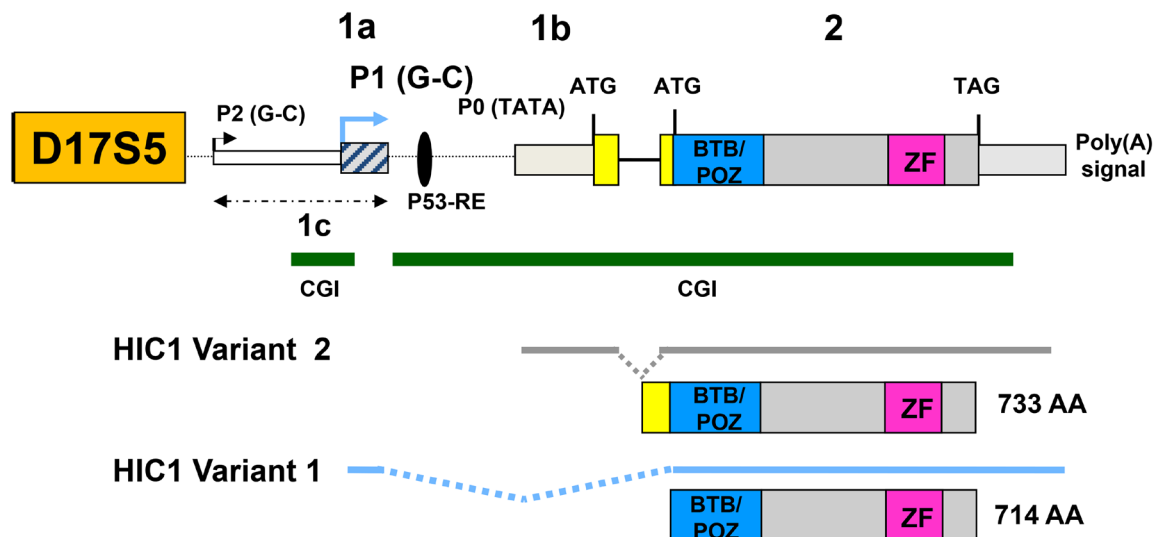 1a 1b 2
P1 (G-C)
P2 (G-C) P0 (TATA) ATG ATG TAG
D17S5 BTB/
POZ ZF Poly(A)
signal
P53-RE
1c
CGI CGI
HIC1 Variant 2
BTB/
POZ ZF 733 AA
HIC1 Variant 1
BTB/
POZ ZF 714 AA